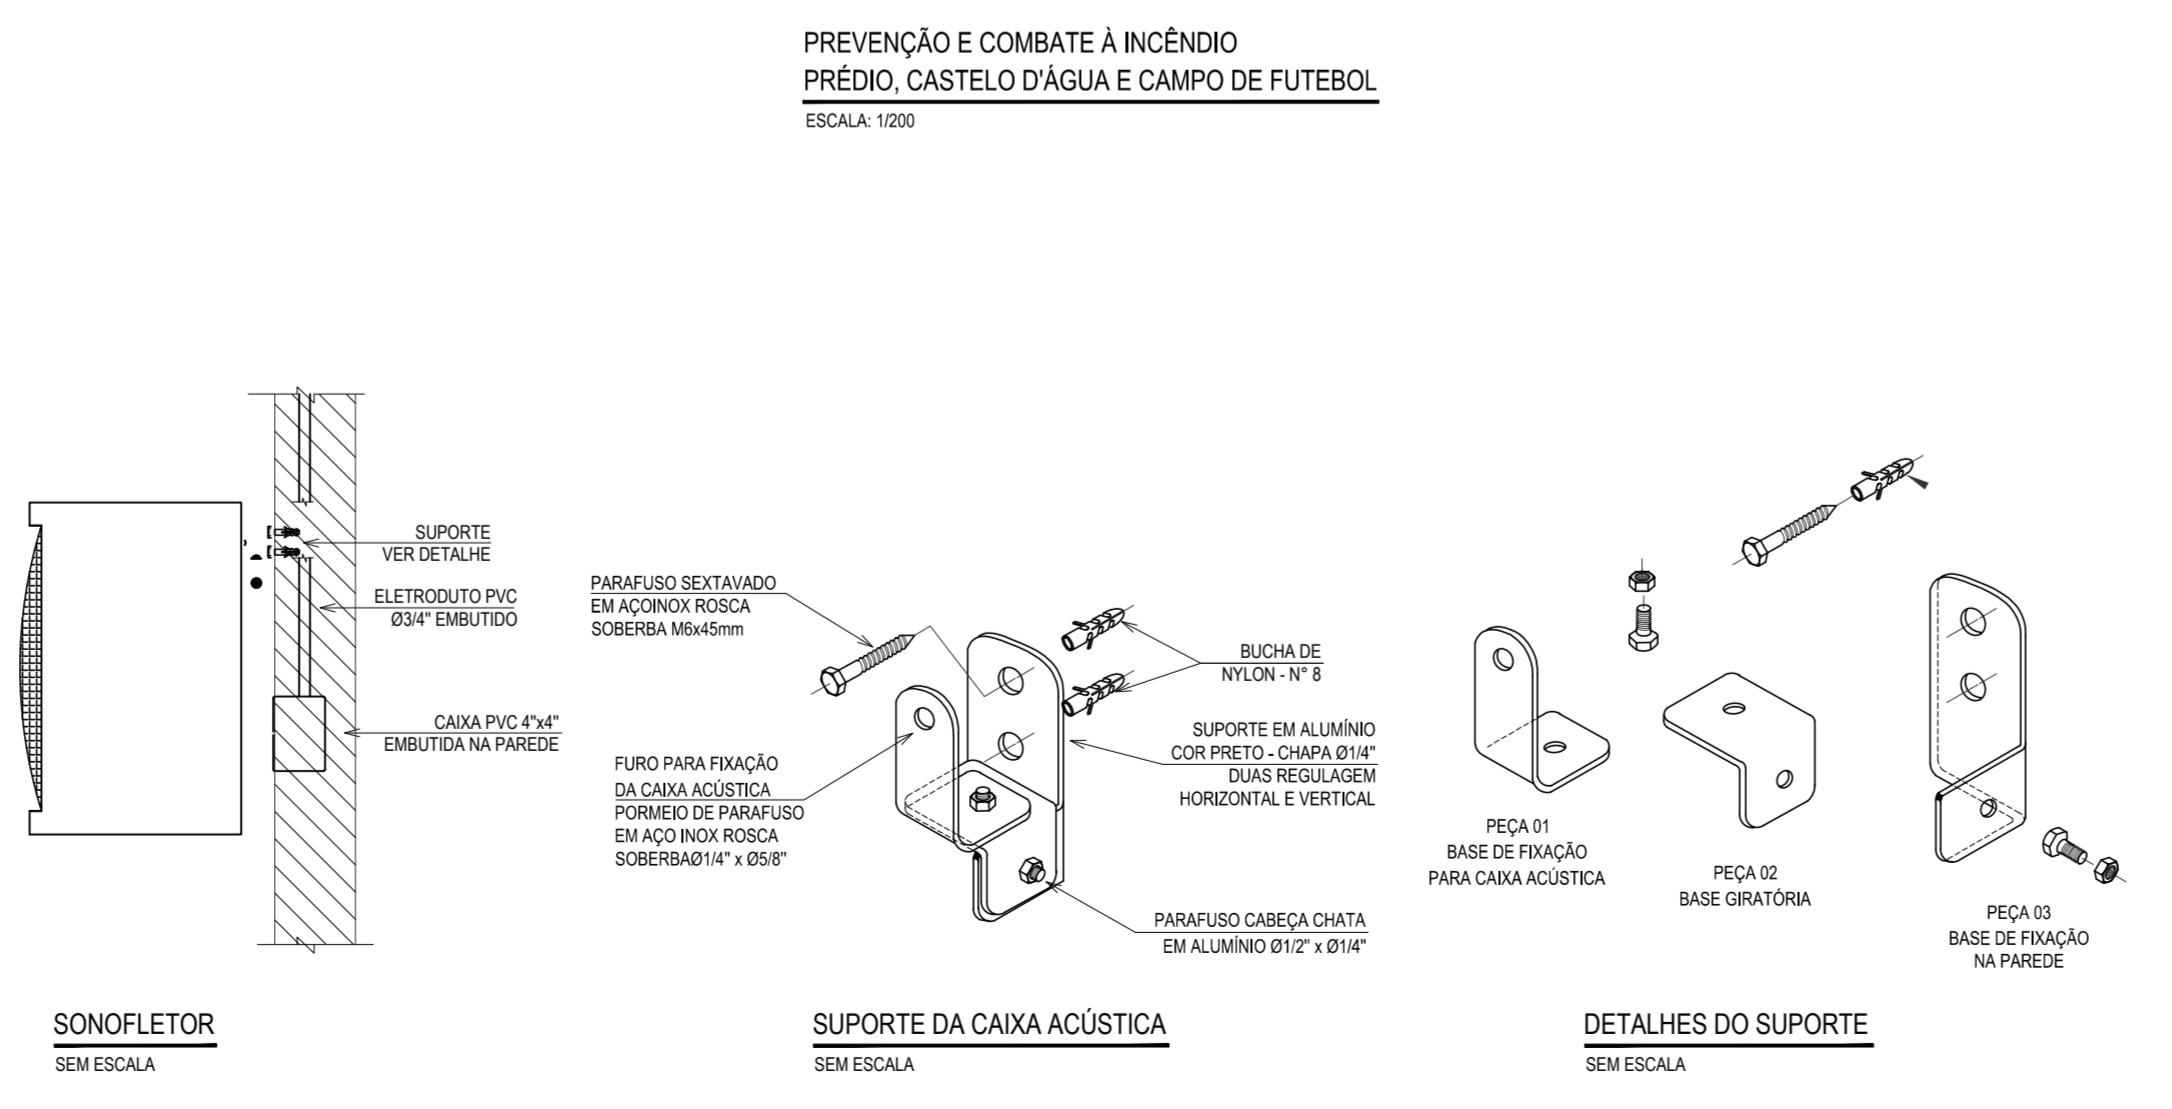 PREVENÇÃO E COMBATE À INCÊNDIO
PRÉDIO, CASTELO D'ÁGUA E CAMPO DE FUTEBOL
ESCALA: 1/200
SUPORTE
VER DETALHE
ELETRODUTO PVC
Ø3/4" EMBUTIDO
CAIXA PVC 4"x4"
EMBUTIDA NA PAREDE
SONOFLETOR
SEM ESCALA
PARAFUSO SEXTAVADO
EM AÇOINOX ROSCA
SOBERBA M6x45mm
FURO PARA FIXAÇÃO
DA CAIXA ACÚSTICA
PORMEIO DE PARAFUSO
EM AÇO INOX ROSCA
SOBERBAØ1/4" x Ø5/8"
BUCHA DE
NYLON - N° 8
SUPORTE EM ALUMÍNIO
COR PRETO - CHAPA Ø1/4"
DUAS REGULAGEM
HORIZONTAL E VERTICAL
PARAFUSO CABEÇA CHATA
EM ALUMÍNIO Ø1/2" x Ø1/4"
SUPORTE DA CAIXA ACÚSTICA
SEM ESCALA
PEÇA 01
BASE DE FIXAÇÃO
PARA CAIXA ACÚSTICA
PEÇA 02
BASE GIRATÓRIA
PEÇA 03
BASE DE FIXAÇÃO
NA PAREDE
DETALHES DO SUPORTE
SEM ESCALA